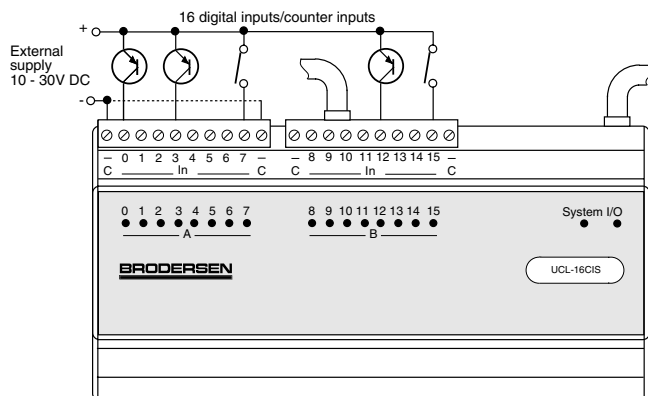 16 digital inputs/counter inputs
+
External
supply
10 - 30V DC
-
– 0 1 2 3 4 5 6 7 – – 8 9 10 11 12 13 14 15 –
C In C C In C
0 1 2 3 4 5 6 7 8 9 10 11 12 13 14 15 System I/O
A B
BRODERSEN
UCL-16CIS